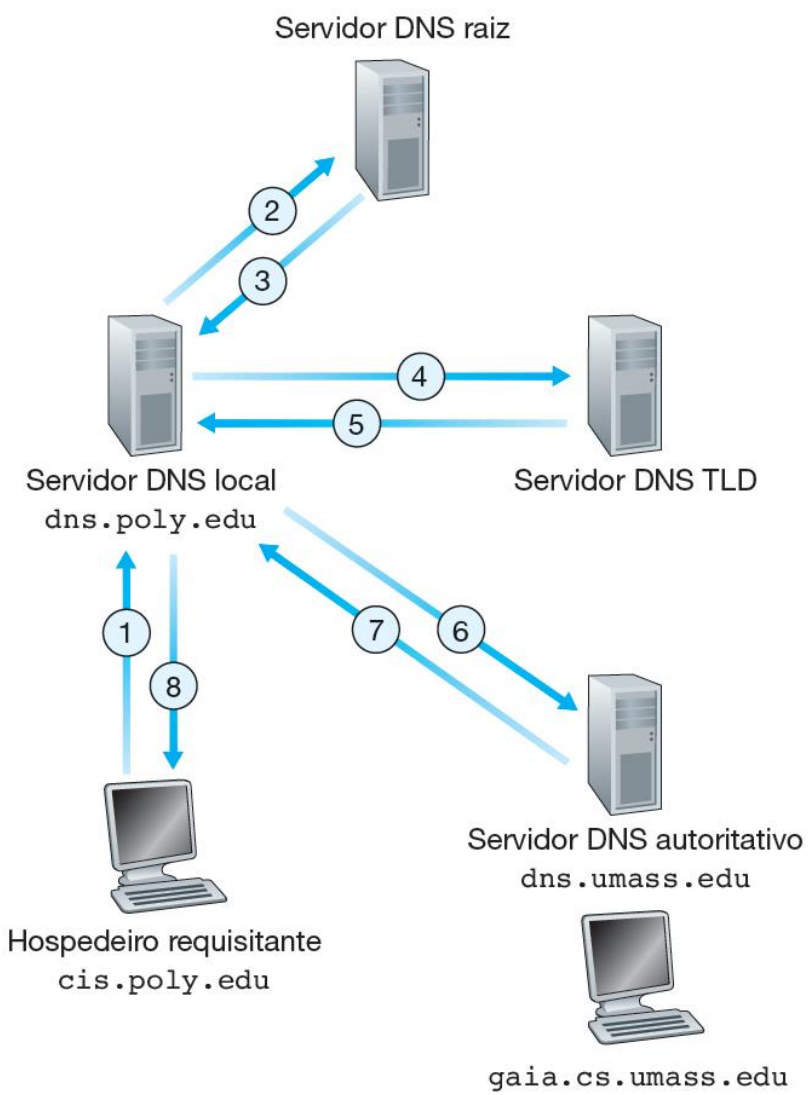 Servidor DNS raiz
2
3
4
5
Servidor DNS local
dns.poly.edu
Servidor DNS TLD
1
8
7
6
Hospedeiro requisitante
cis.poly.edu
Servidor DNS autoritativo
dns.umass.edu
gaia.cs.umass.edu